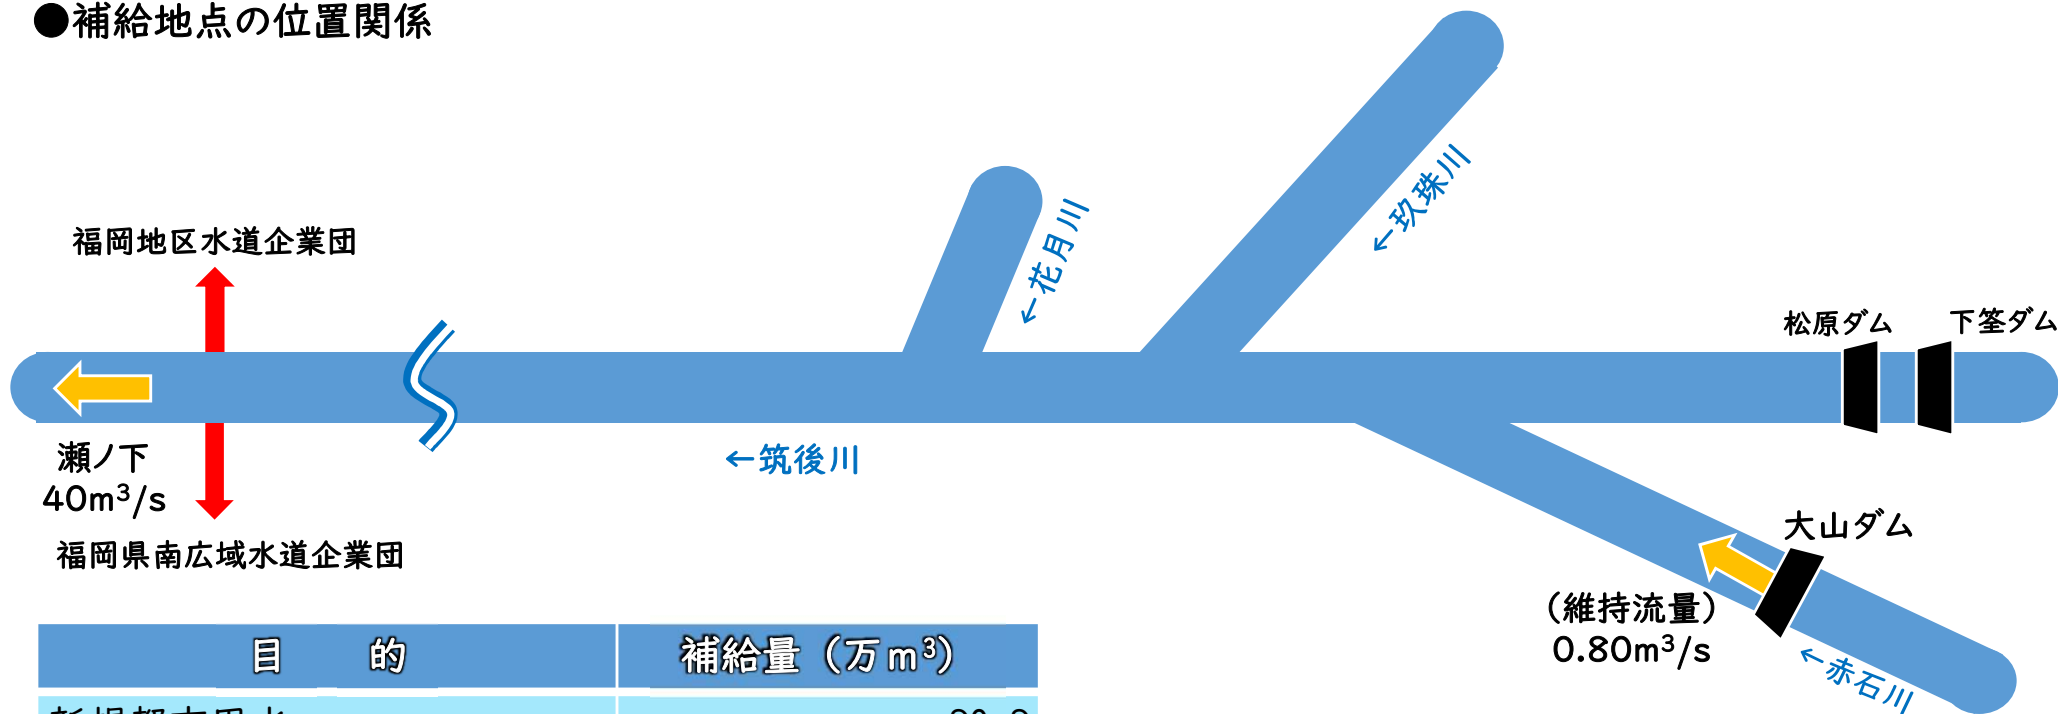 ●補給地点の位置関係
←玖珠川
←花月川
福岡地区水道企業団
松原ダム
下筌ダム
←筑後川
瀬ノ下
40m³/s
大山ダム
福岡県南広域水道企業団
(維持流量)
0.80m³/s
←赤石川
目　的
補給量（万m³）